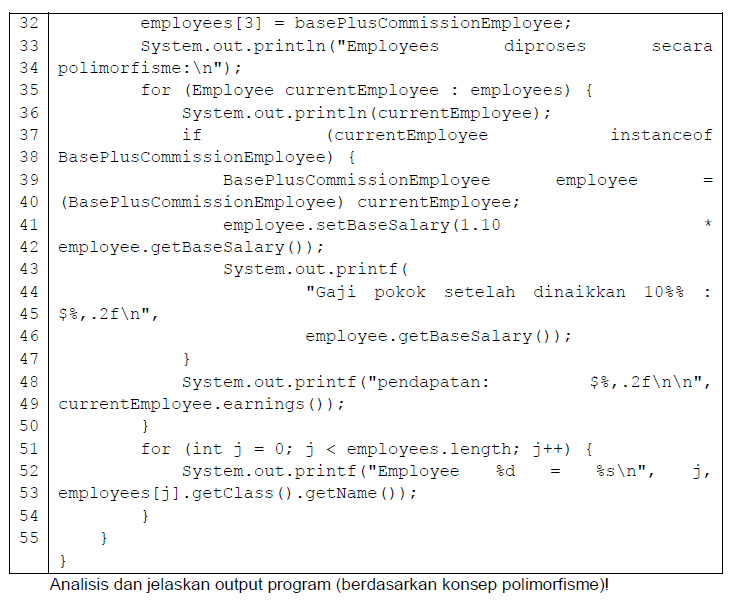 32 employees[3] = basePlusCommissionEmployee;
33 System.out.println("Employees diproses secara
34 polimorfisme:\n");
35 for (Employee currentEmployee : employees) {
36 System.out.println(currentEmployee);
37 if (currentEmployee instanceof
38 BasePlusCommissionEmployee) {
39 BasePlusCommissionEmployee employee =
40 (BasePlusCommissionEmployee) currentEmployee;
41 employee.setBaseSalary(1.10 *
42 employee.getBaseSalary());
43 System.out.printf(
44 "Gaji pokok setelah dinaikkan 10%% :
45 $%,.2f\n",
46 employee.getBaseSalary());
47 }
48 System.out.printf("pendapatan: $%,.2f\n\n",
49 currentEmployee.earnings());
50 }
51 for (int j = 0; j < employees.length; j++) {
52 System.out.printf("Employee %d = %s\n", j,
53 employees[j].getClass().getName());
54 }
55 }
}
Analisis dan jelaskan output program (berdasarkan konsep polimorfisme)!